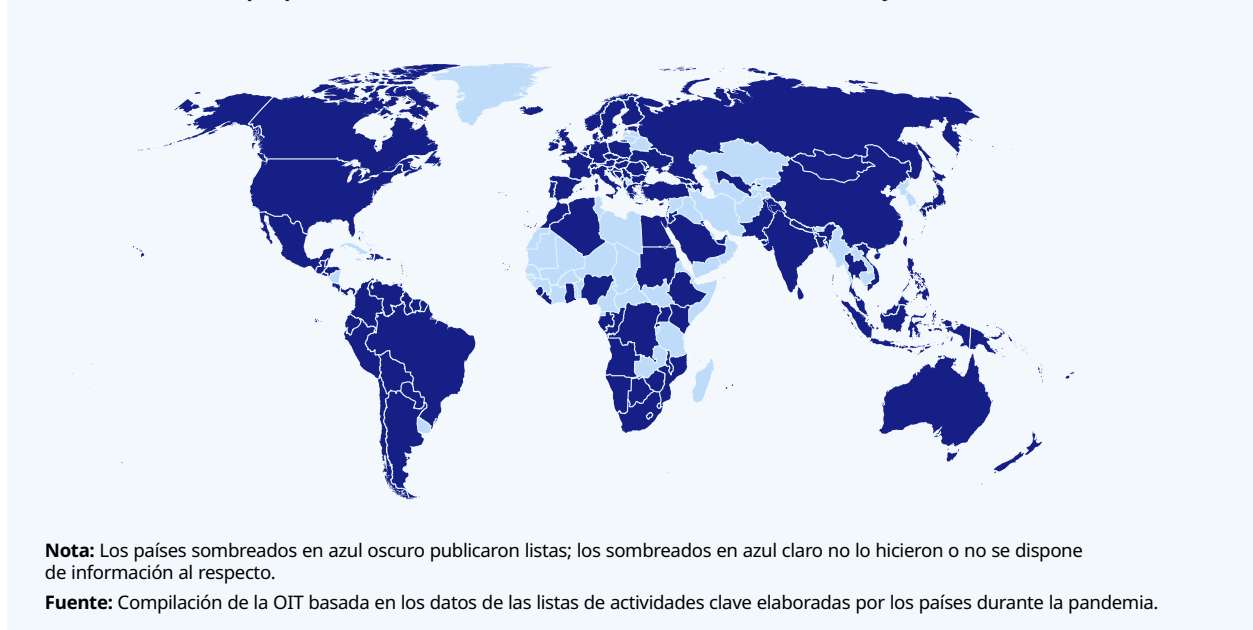 Nota: Los países sombreados en azul oscuro publicaron listas; los sombreados en azul claro no lo hicieron o no se dispone
de información al respecto.
Fuente: Compilación de la OIT basada en los datos de las listas de actividades clave elaboradas por los países durante la pandemia.